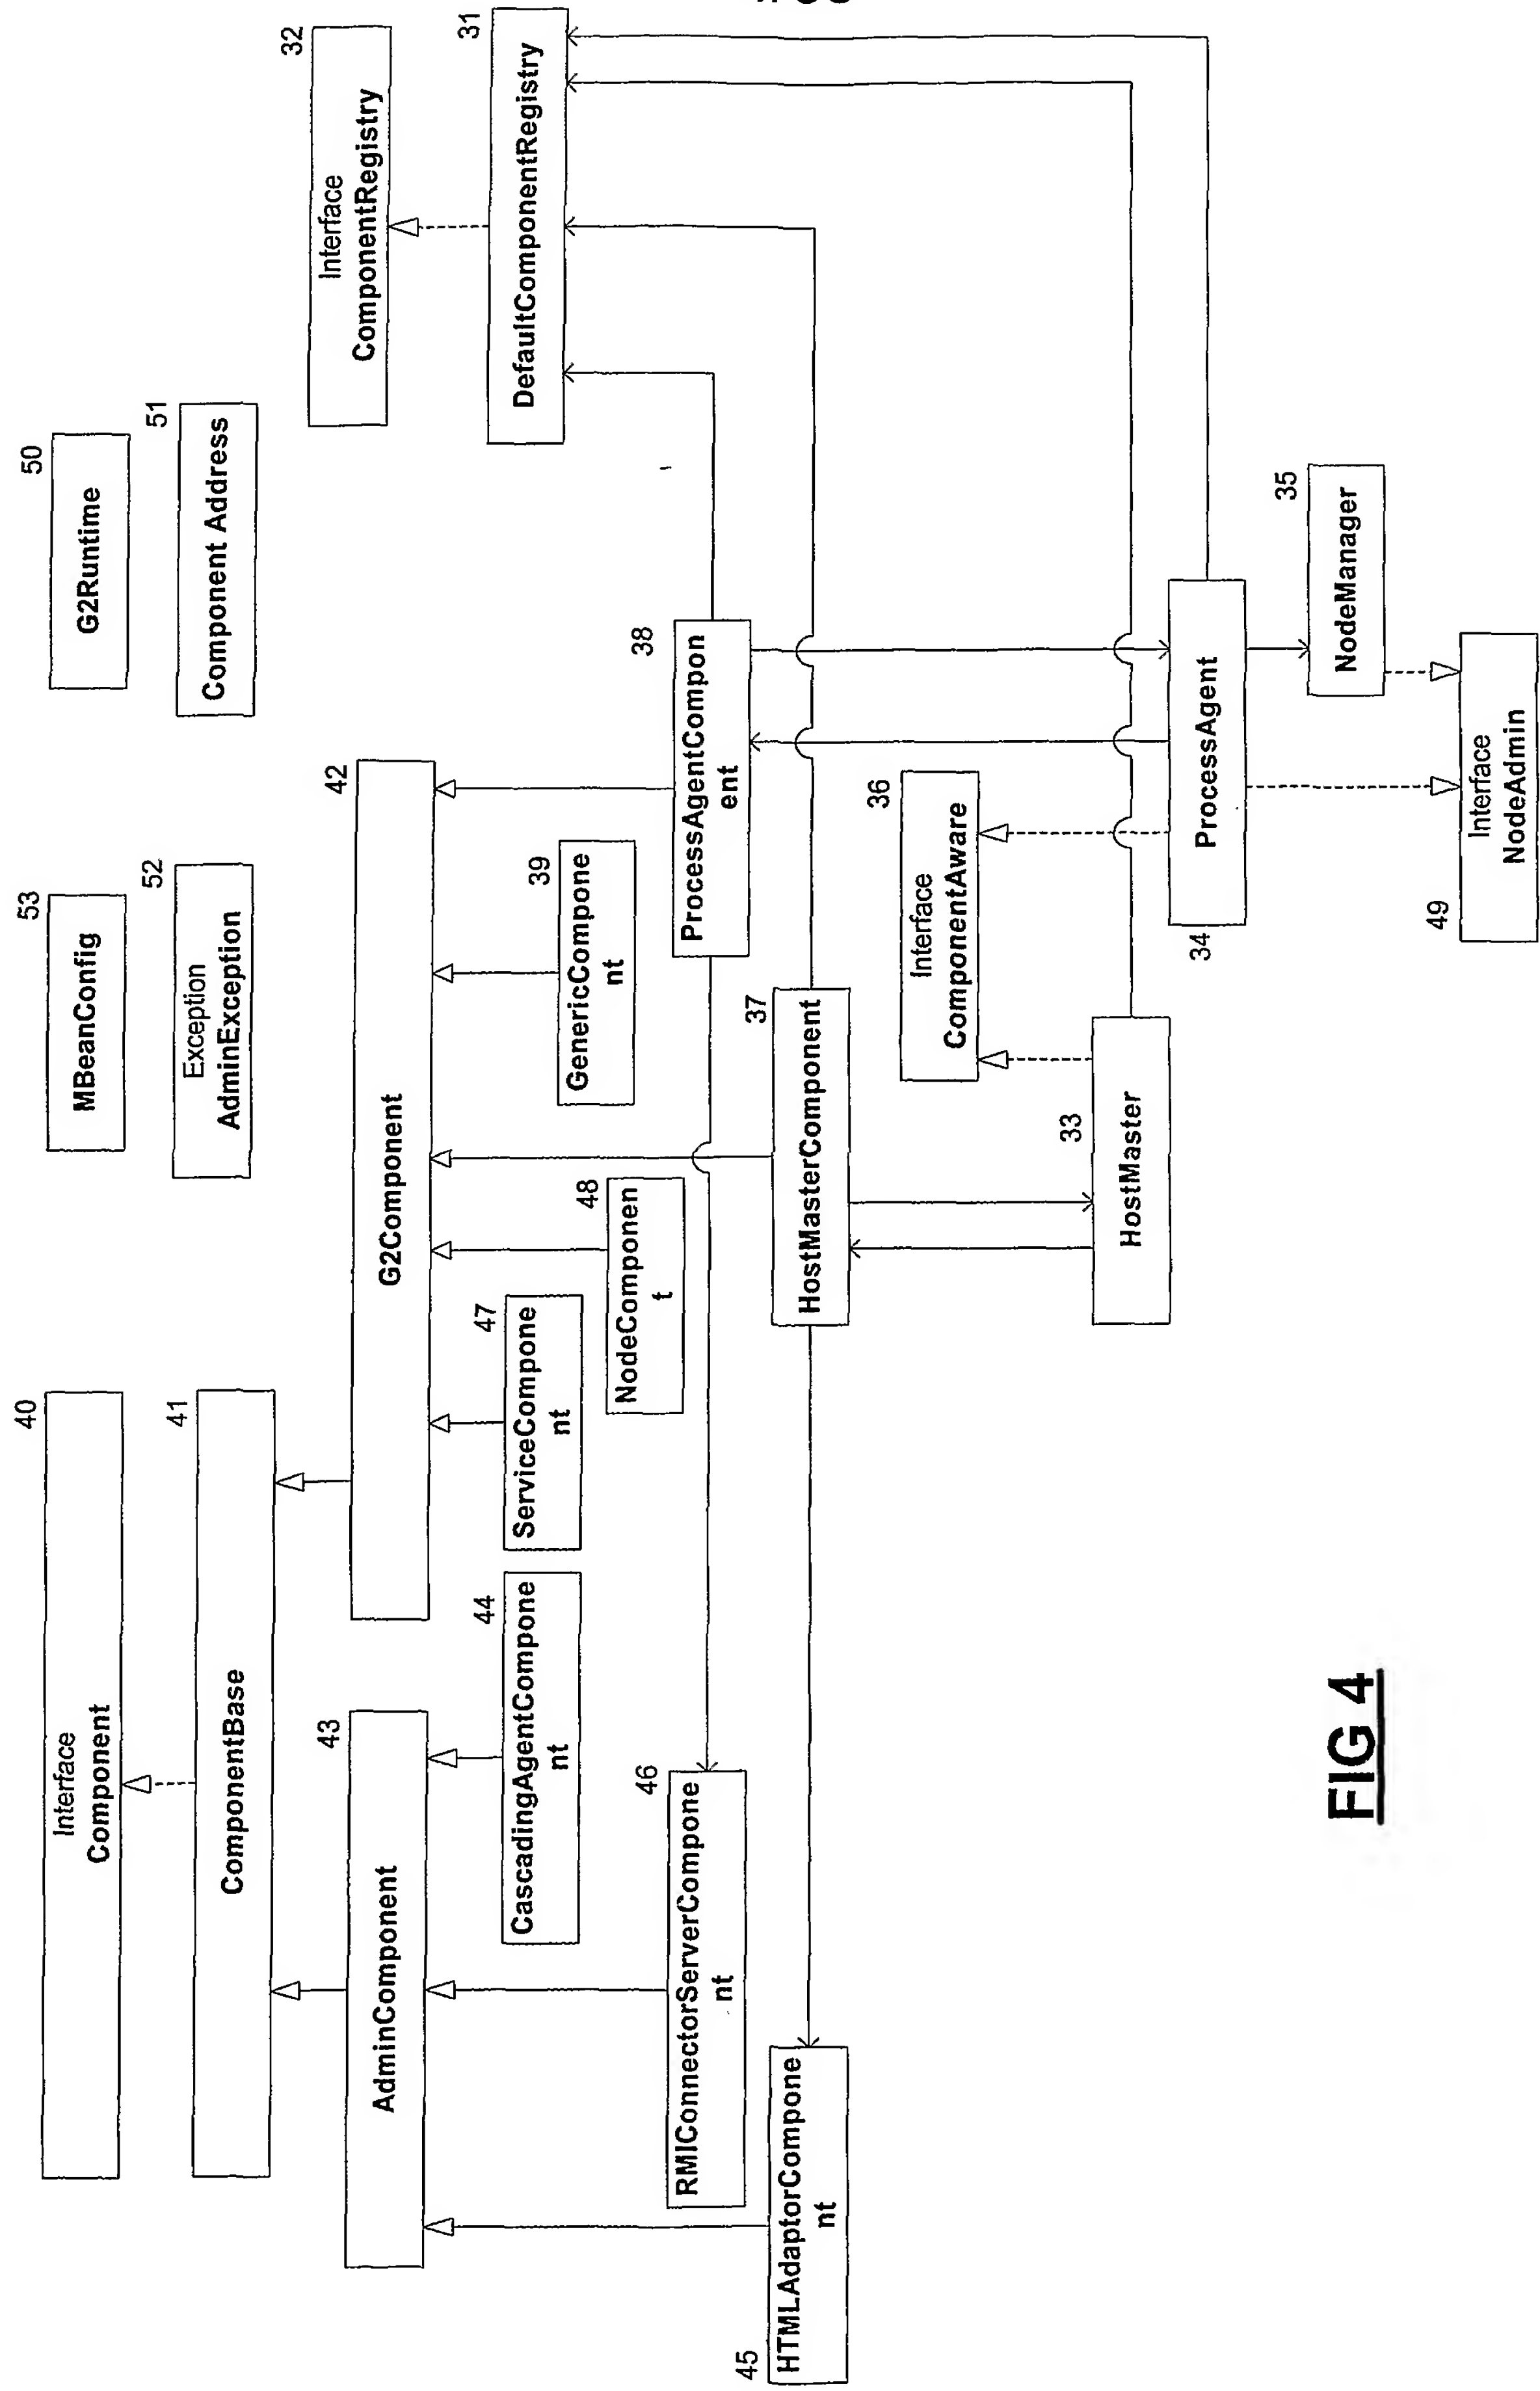 40
Interface
Component
53
MBeanConfig
50
G2Runtime
41
ComponentBase
52
Exception
AdminException
51
Component Address
43
AdminComponent
42
G2Component
32
Interface
ComponentRegistry
44
CascadingAgentCompone
nt
47
ServiceCompone
nt
39
GenericCompone
nt
31
DefaultComponentRegistry
48
NodeComponen
t
46
RMIConnectorServerCompone
nt
38
ProcessAgentCompon
ent
45
HTMLAdaptorCompone
nt
37
HostMasterComponent
36
Interface
ComponentAware
33
HostMaster
34
ProcessAgent
35
NodeManager
49
Interface
NodeAdmin
FIG 4